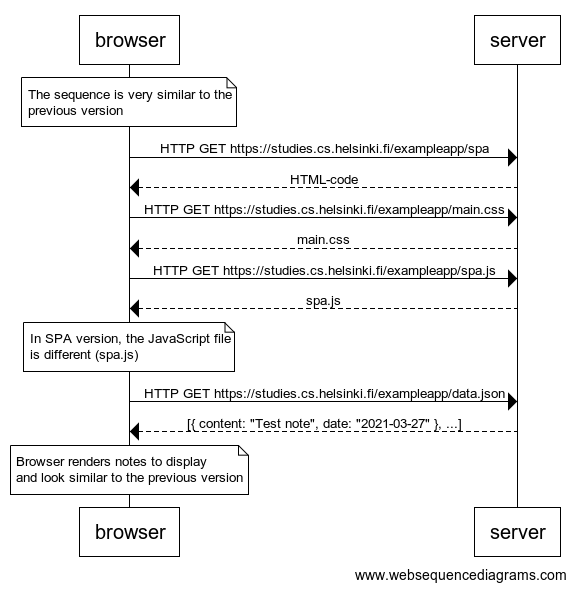 browser
server
The sequence is very similar to the
previous version
HTTP GET https://studies.cs.helsinki.fi/exampleapp/spa
HTML-code
HTTP GET https://studies.cs.helsinki.fi/exampleapp/main.css
main.css
HTTP GET https://studies.cs.helsinki.fi/exampleapp/spa.js
spa.js
In SPA version, the JavaScript file
is different (spa.js)
HTTP GET https://studies.cs.helsinki.fi/exampleapp/data.json
[{ content: "Test note", date: "2021-03-27" }, ...]
Browser renders notes to display
and look similar to the previous version
browser
server
www.websequencediagrams.com